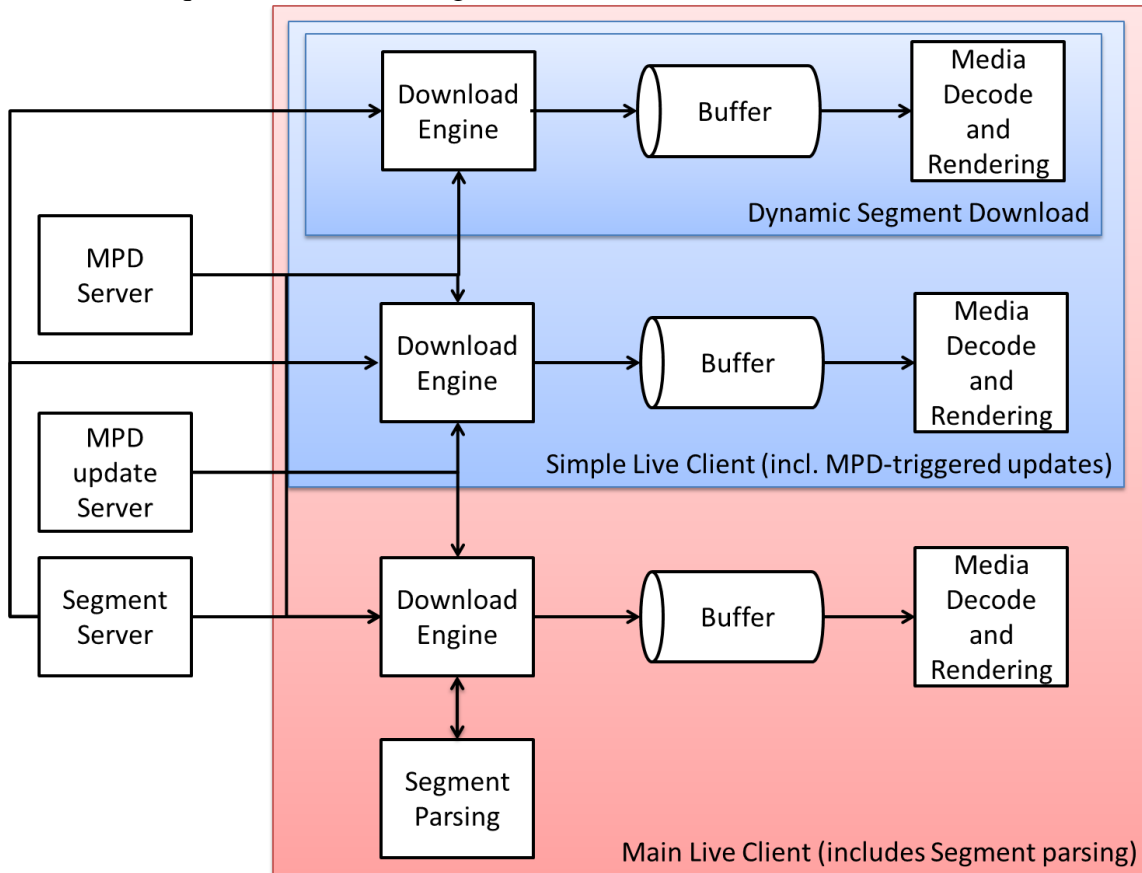 Download
Engine
Buffer
Media
Decode
and
Rendering
Dynamic Segment Download
MPD
Server
Download
Engine
Buffer
Media
Decode
and
Rendering
MPD
update
Server
Simple Live Client (incl. MPD-triggered updates)
Segment
Server
Download
Engine
Buffer
Media
Decode
and
Rendering
Segment
Parsing
Main Live Client (includes Segment parsing)